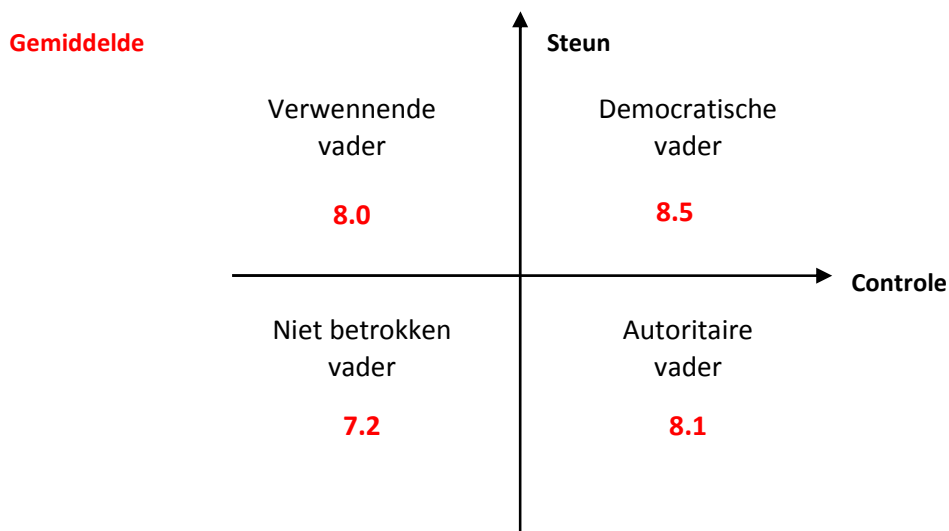 Gemiddelde
Steun
Verwennende
vader
8.0
Democratische
vader
8.5
Controle
Niet betrokken
vader
7.2
Autoritaire
vader
8.1